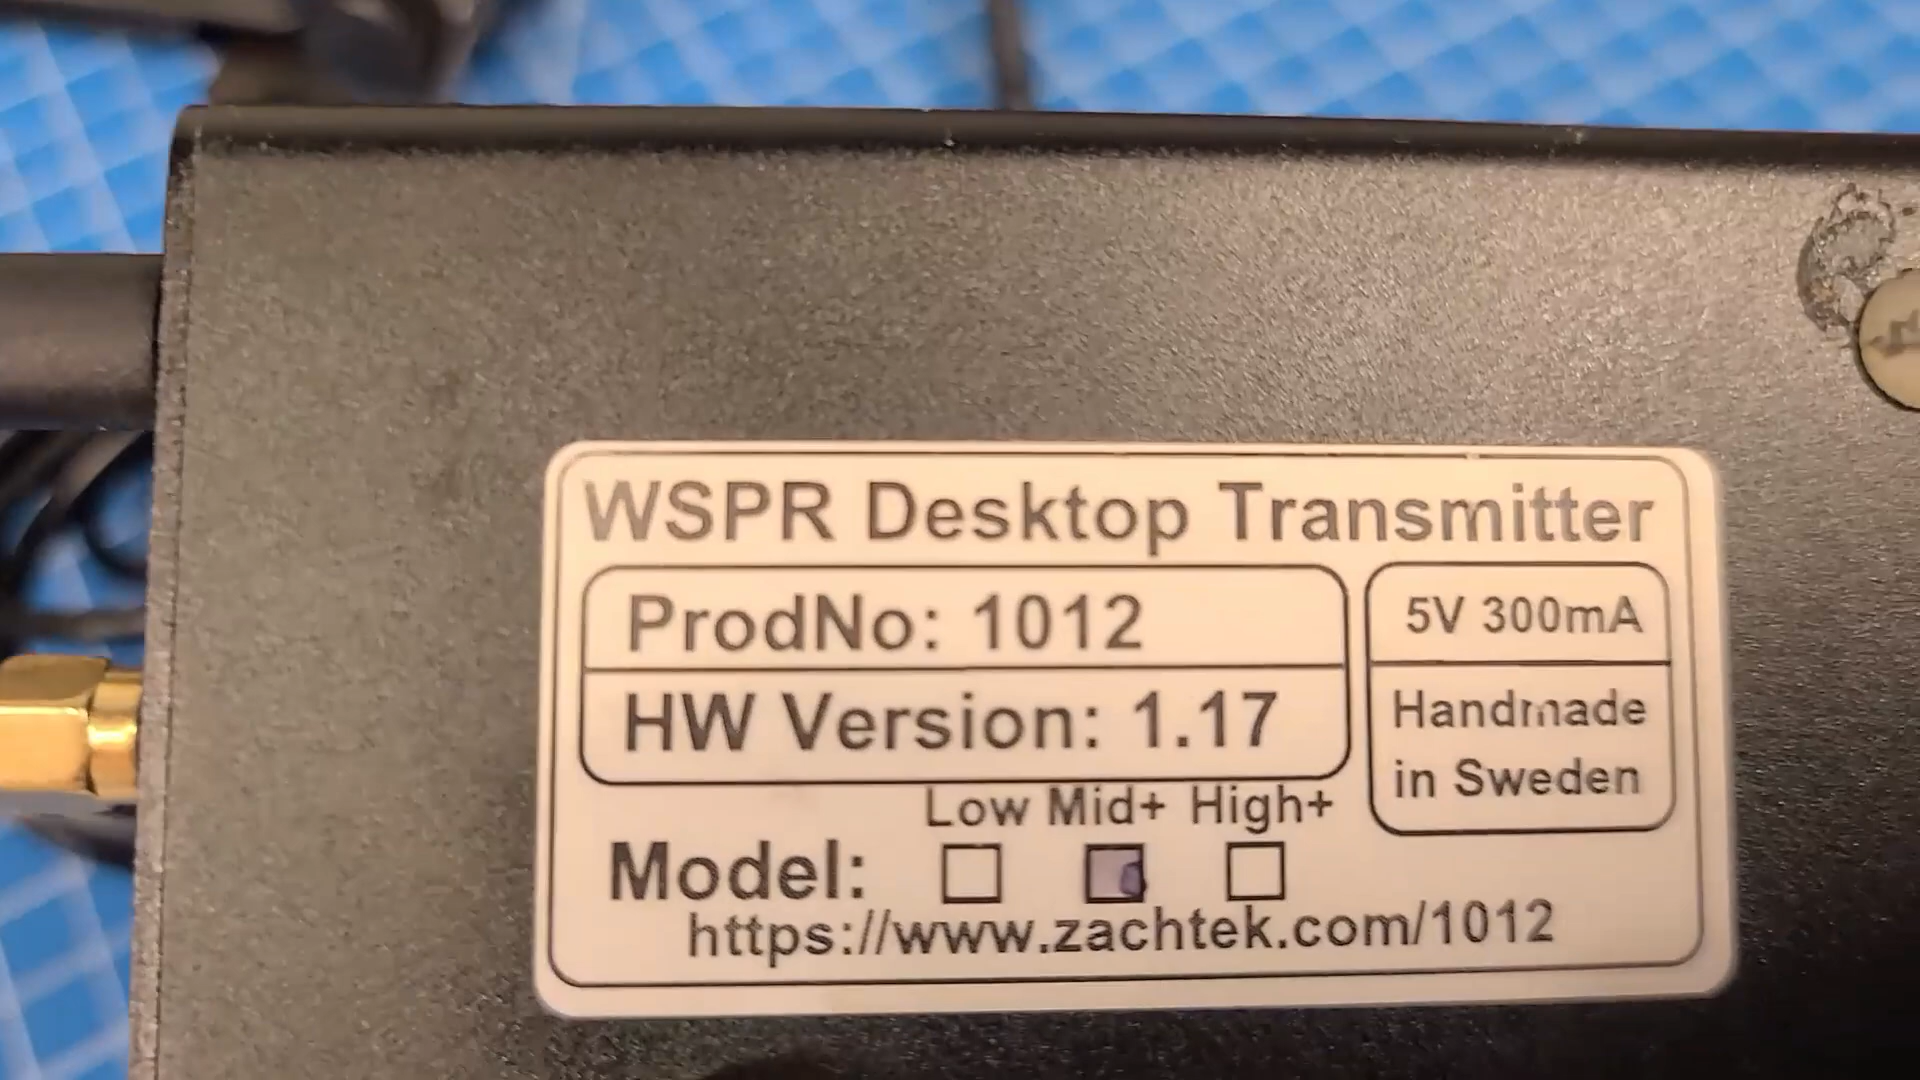 WSPR Desktop Transmitter
ProdNo: 1012
HW Version: 1.17
5V 300mA
Handmade
in Sweden
Low Mid+ High+
Model:
https://www.zachtek.com/1012